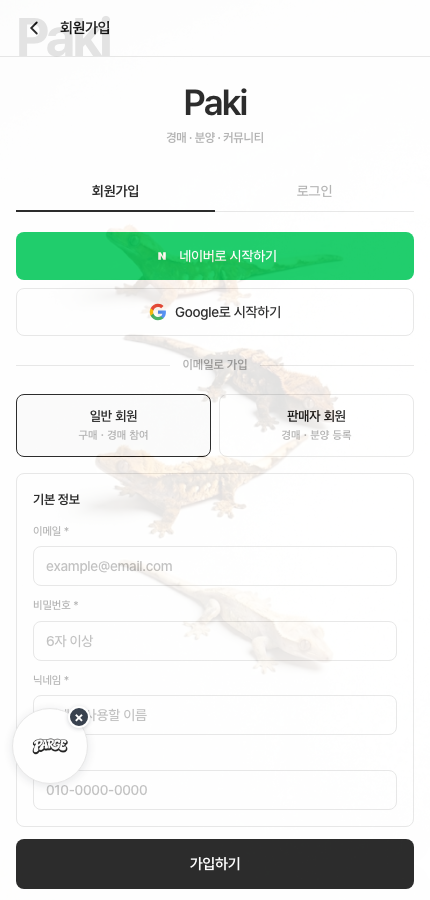 Paki
회원가입
Paki
경매 · 분양 · 커뮤니티
회원가입
로그인
N 네이버로 시작하기
Google로 시작하기
이메일로 가입
일반 회원
구매 · 경매 참여
판매자 회원
경매 · 분양 등록
기본 정보
이메일 *
example@email.com
비밀번호 *
6자 이상
닉네임 *
사용할 이름
PARGE
010-0000-0000
가입하기